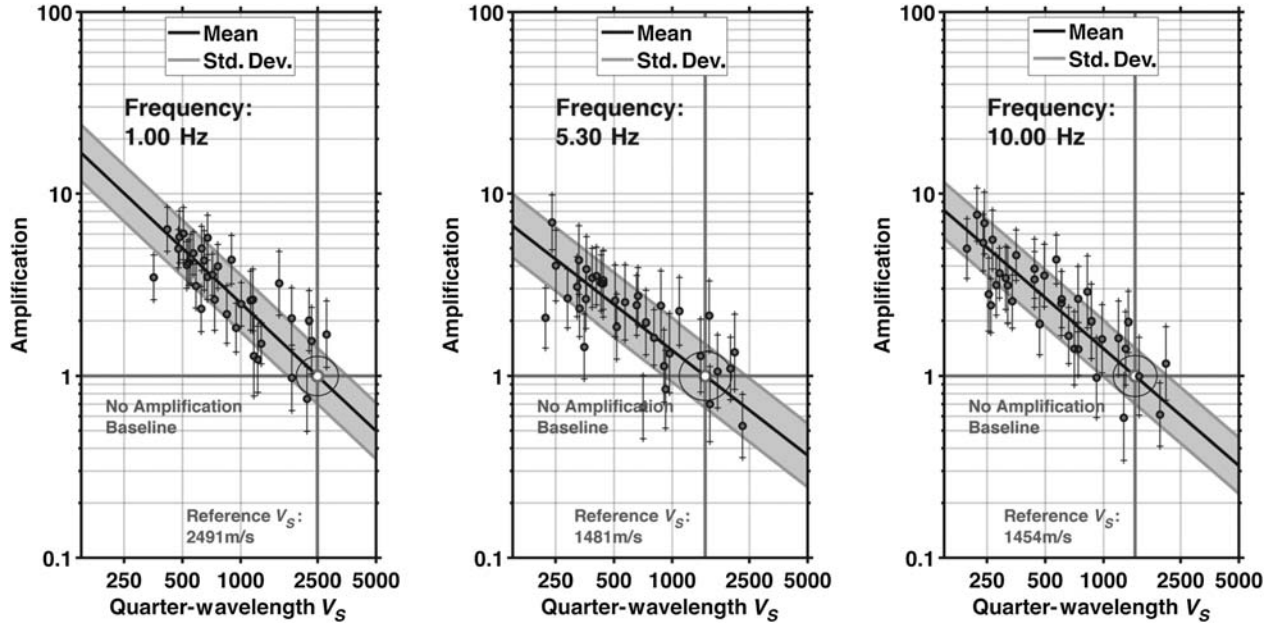 100
10
1
0.1
Amplification
Mean
Std. Dev.
Frequency:
1.00 Hz
No Amplification
Baseline
Reference VS:
2491m/s
250 500 1000 2500 5000
Quarter-wavelength VS
100
10
1
0.1
Amplification
Mean
Std. Dev.
Frequency:
5.30 Hz
No Amplification
Baseline
Reference VS:
1481m/s
250 500 1000 2500 5000
Quarter-wavelength VS
100
10
1
0.1
Amplification
Mean
Std. Dev.
Frequency:
10.00 Hz
No Amplification
Baseline
Reference VS:
1454m/s
250 500 1000 2500 5000
Quarter-wavelength VS